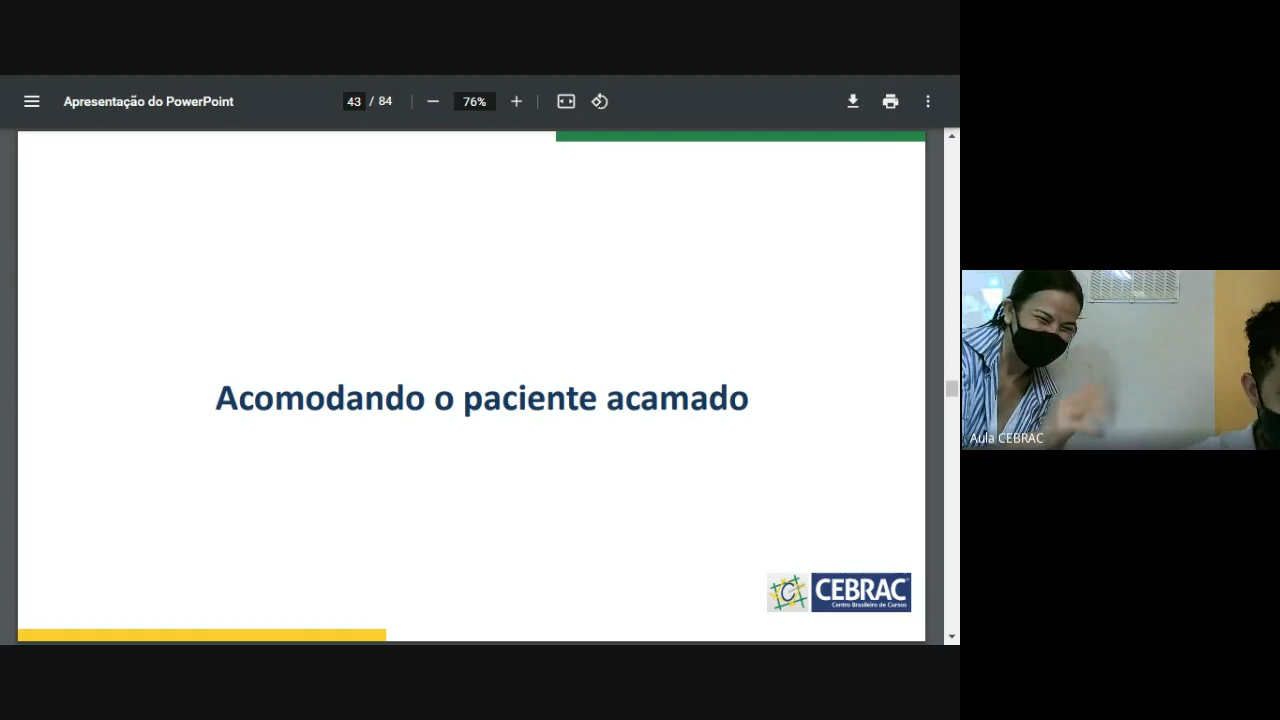 Apresentação do PowerPoint
43 / 84
76%
Acomodando o paciente acamado
C CEBRAC
Centro Brasileiro de Cursos
Aula CEBRAC